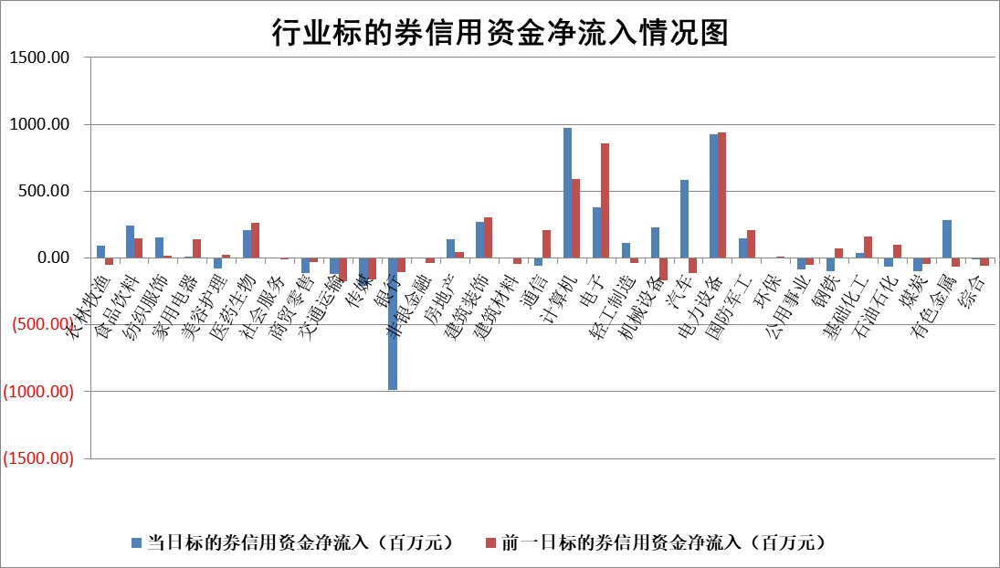 行业标的券信用资金净流入情况图
1500.00
1000.00
500.00
0.00
(500.00)
(1000.00)
(1500.00)
农林牧渔
食品饮料
纺织服饰
家用电器
美容护理
医药生物
社会服务
商贸零售
交通运输
传媒
银行
非银金融
房地产
建筑装饰
建筑材料
通信
计算机
电子
轻工制造
机械设备
汽车
电力设备
国防军工
环保
公用事业
钢铁
基础化工
石油石化
煤炭
有色金属
综合
当日标的券信用资金净流入（百万元）
前一日标的券信用资金净流入（百万元）